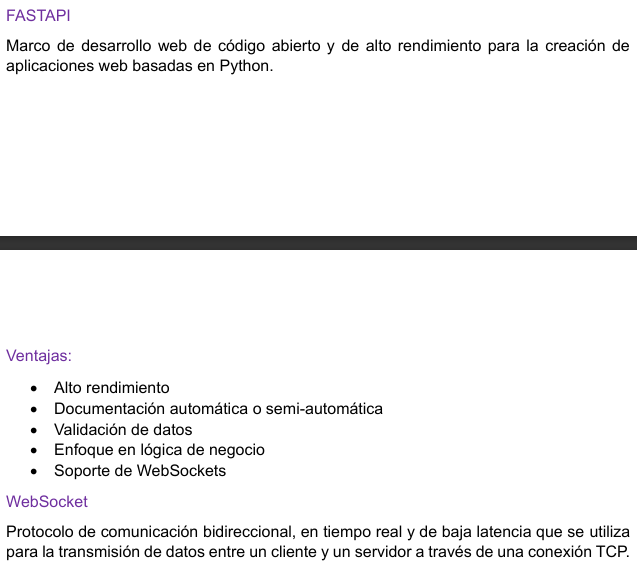 FASTAPI
Marco de desarrollo web de código abierto y de alto rendimiento para la creación de
aplicaciones web basadas en Python.
Ventajas:
• Alto rendimiento
• Documentación automática o semi-automática
• Validación de datos
• Enfoque en lógica de negocio
• Soporte de WebSockets
WebSocket
Protocolo de comunicación bidireccional, en tiempo real y de baja latencia que se utiliza
para la transmisión de datos entre un cliente y un servidor a través de una conexión TCP.